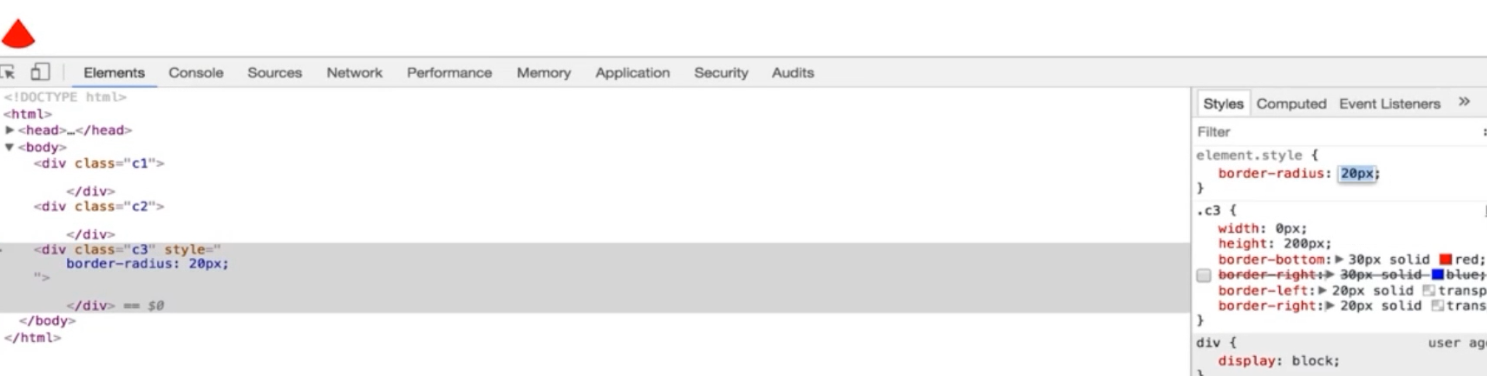 Elements Console Sources Network Performance Memory Application Security Audits
<!DOCTYPE html>
<html>
<head>…</head>
<body>
<div class="c1">
</div>
<div class="c2">
</div>
<div class="c3" style="
border-radius: 20px;
">
</div> == $0
</body>
</html>
Styles Computed Event Listeners »
Filter
element.style {
border-radius: 20px;
}
.c3 {
width: 0px;
height: 200px;
border-bottom: 30px solid red;
border-right: 30px solid blue;
border-left: 20px solid transp
border-right: 20px solid trans
}
div { user age
display: block;
}